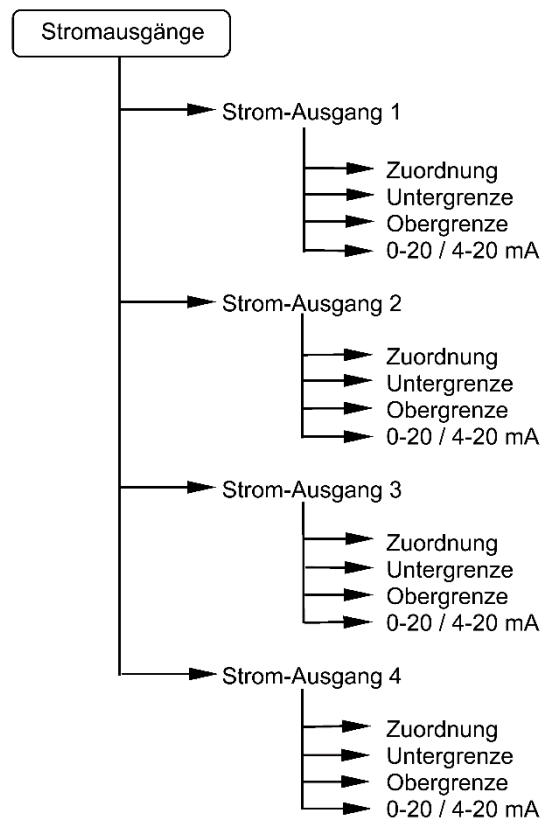 Stromausgänge
Strom-Ausgang 1
Zuordnung
Untergrenze
Obergrenze
0-20 / 4-20 mA
Strom-Ausgang 2
Zuordnung
Untergrenze
Obergrenze
0-20 / 4-20 mA
Strom-Ausgang 3
Zuordnung
Untergrenze
Obergrenze
0-20 / 4-20 mA
Strom-Ausgang 4
Zuordnung
Untergrenze
Obergrenze
0-20 / 4-20 mA